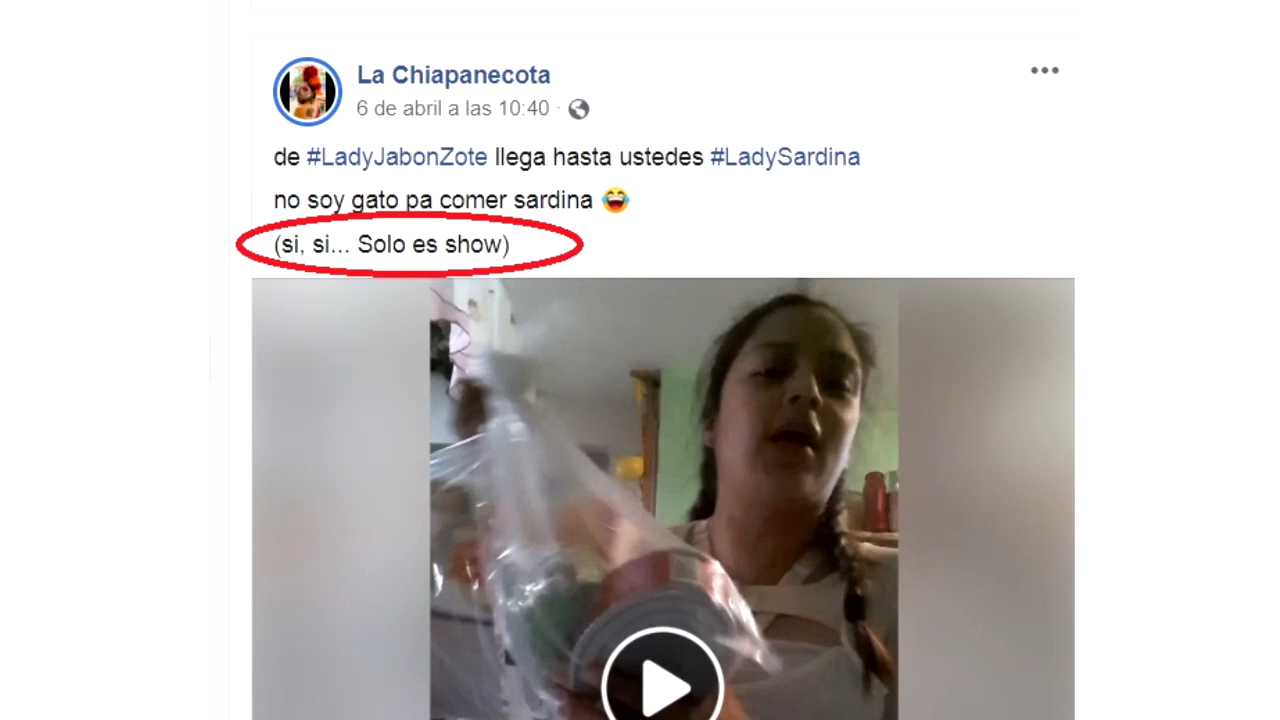 La Chiapanecota
6 de abril a las 10:40 ·
de #LadyJabonZote llega hasta ustedes #LadySardina
no soy gato pa comer sardina 😂
(si, si... Solo es show)